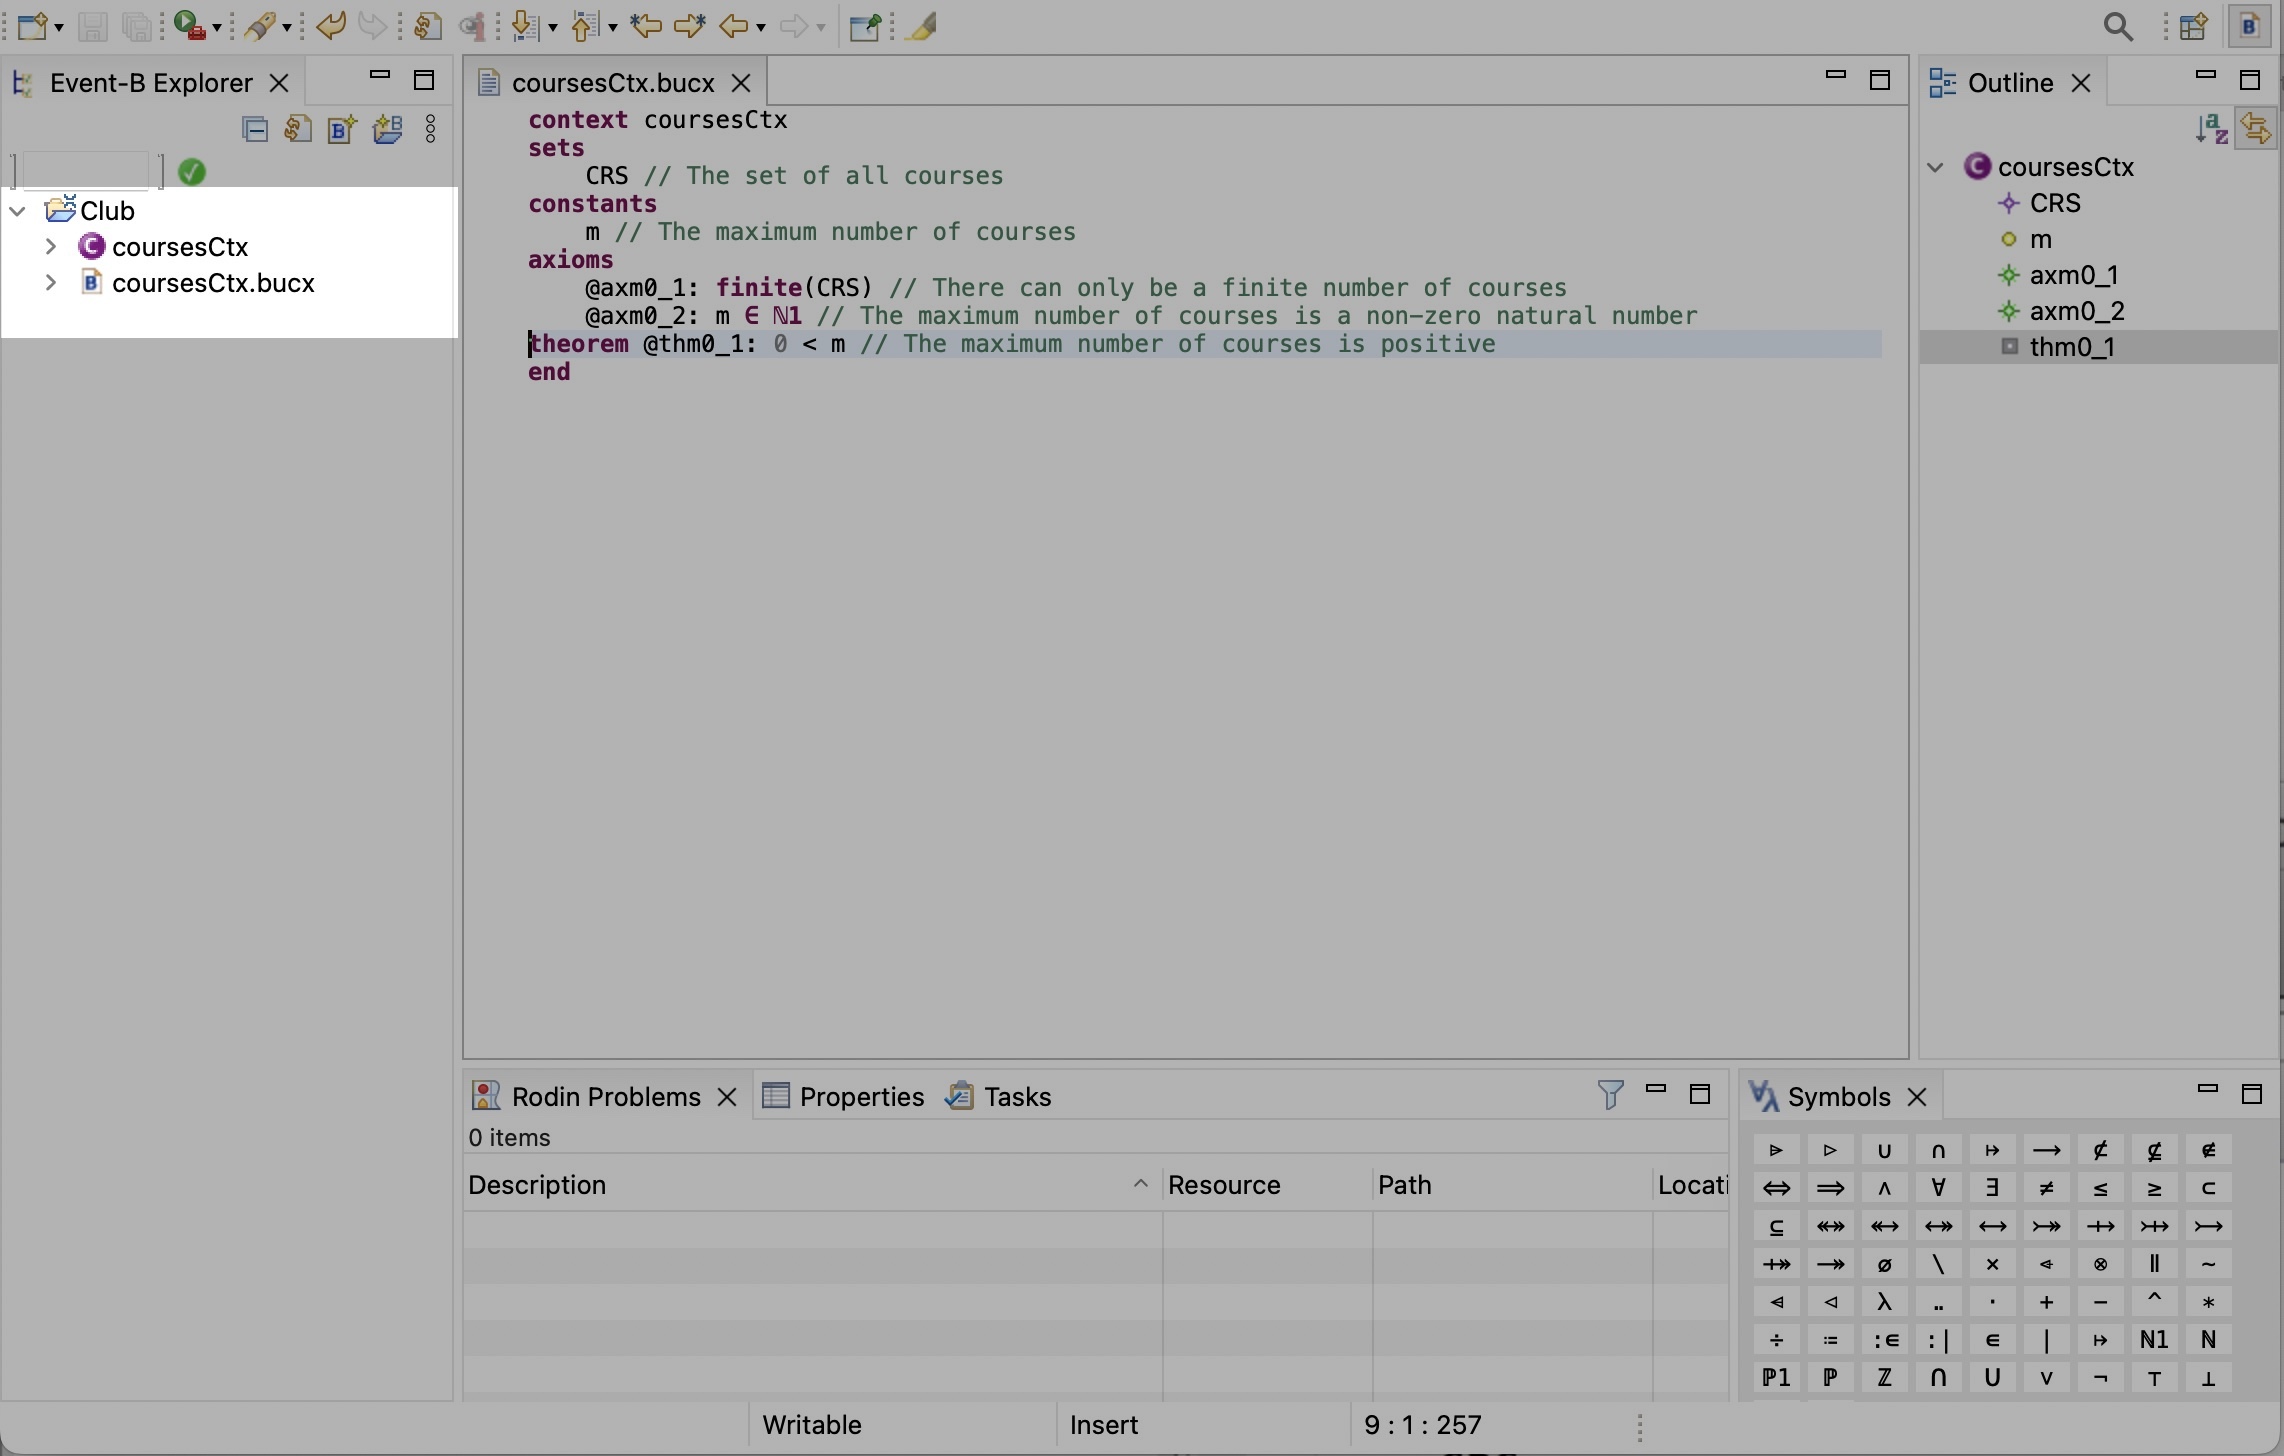 Event-B Explorer
coursesCtx.bucx
Outline
context coursesCtx
sets
CRS // The set of all courses
constants
m // The maximum number of courses
axioms
@axm0_1: finite(CRS) // There can only be a finite number of courses
@axm0_2: m ∈ ℕ1 // The maximum number of courses is a non-zero natural number
theorem @thm0_1: 0 < m // The maximum number of courses is positive
end
Club
coursesCtx
coursesCtx.bucx
coursesCtx
CRS
m
axm0_1
axm0_2
thm0_1
Rodin Problems
Properties
Tasks
0 items
Description
Resource
Path
Locati
Symbols
⩥ ▷ ∪ ∩ ↦ → ⊄ ⊈ ∉
⇔ ⇒ ∧ ∀ ∃ ≠ ≤ ≥ ⊂
⊆ ↔ ↔ ↔ ↔ ⤖ ⇸ ⤔ ↣
⤀ ↠ ∅ \ × ⊗ ∥ ∼
⩤ ◁ λ ‥ · + − ^ ∗
÷ ≔ :∈ :∣ ∈ ∣ ↦ ℕ1 ℕ
ℙ1 ℙ ℤ ⋂ ⋃ ∨ ¬ ⊤ ⊥
Writable
Insert
9 : 1 : 257